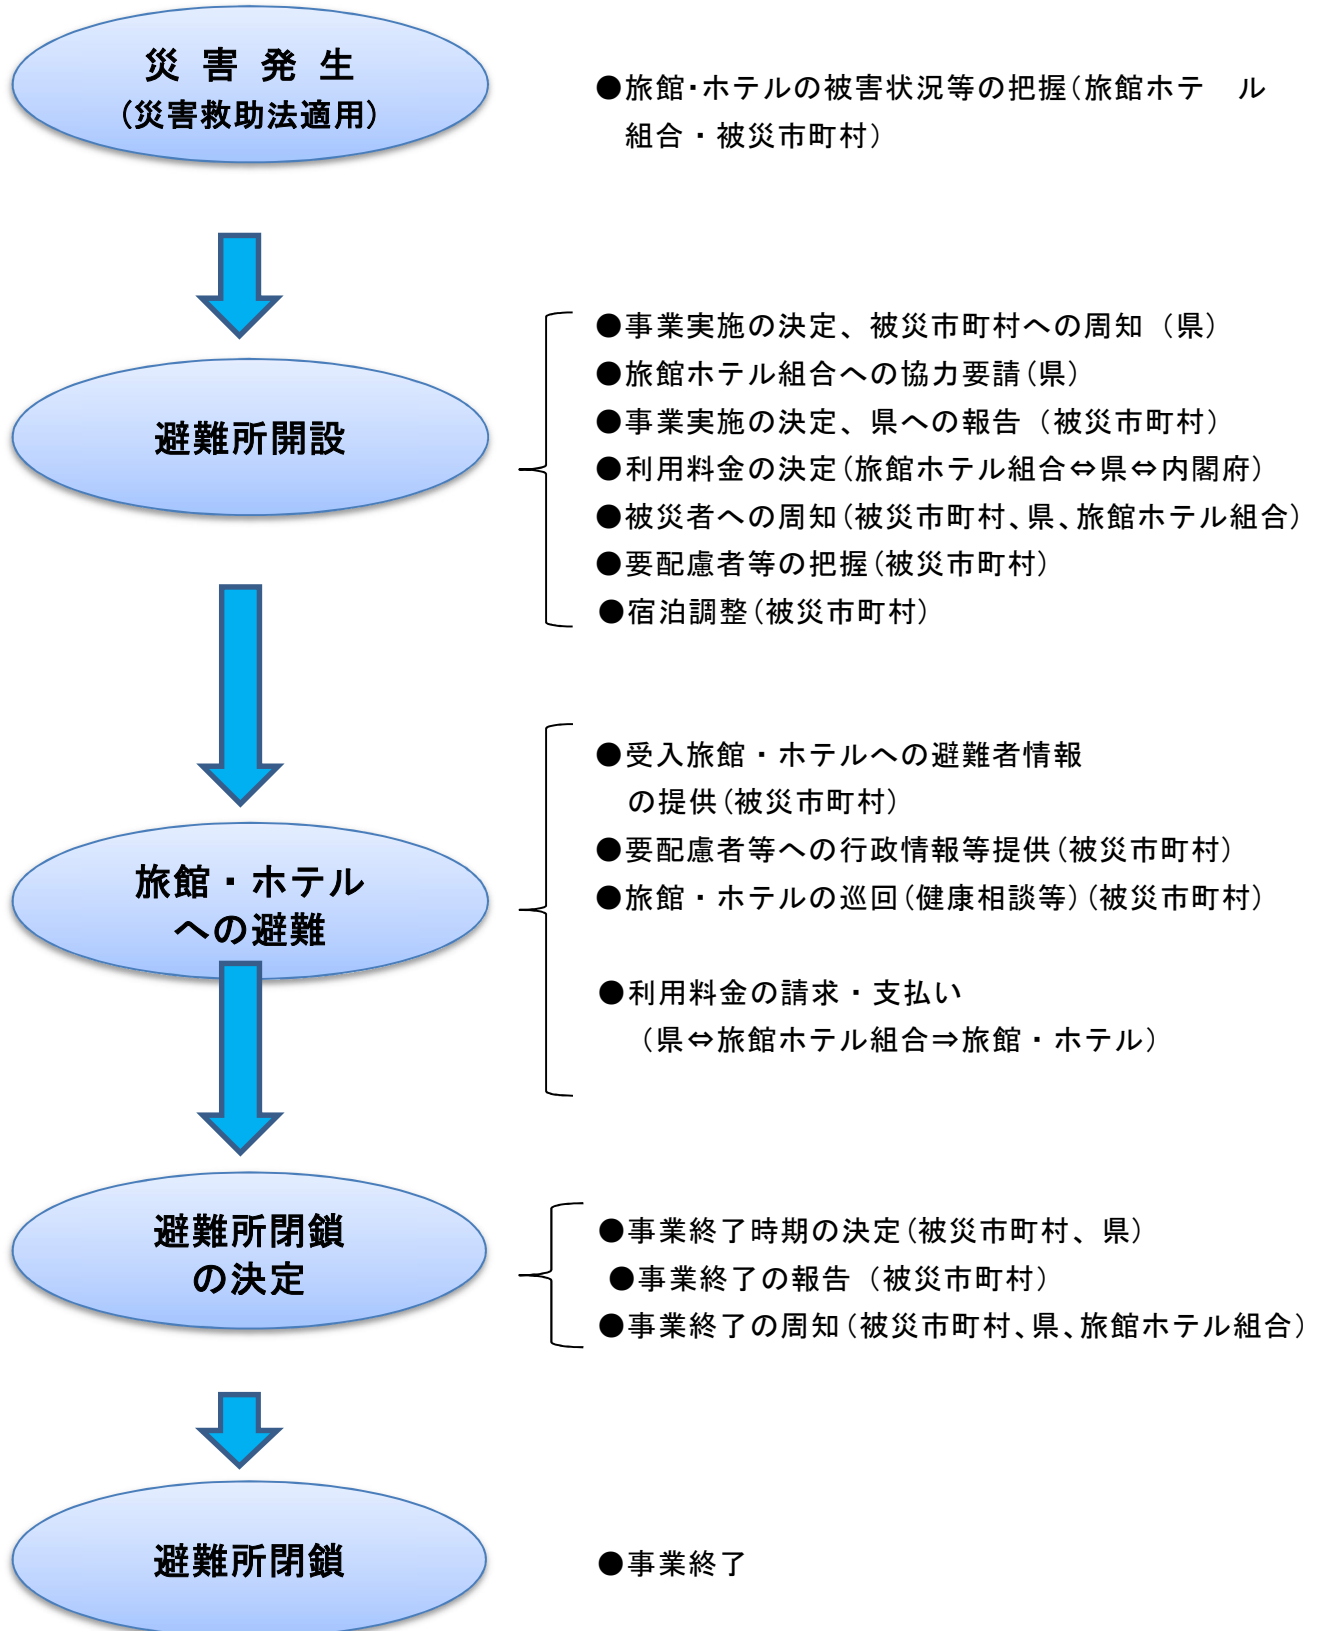 災 害 発 生
(災害救助法適用)
●旅館・ホテルの被害状況等の把握(旅館ホテ　ル
組合・被災市町村)
●事業実施の決定、被災市町村への周知（県）
●旅館ホテル組合への協力要請(県)
●事業実施の決定、県への報告（被災市町村）
避難所開設
●利用料金の決定(旅館ホテル組合⇔県⇔内閣府)
●被災者への周知(被災市町村、県、旅館ホテル組合)
●要配慮者等の把握(被災市町村)
●宿泊調整(被災市町村)
●受入旅館・ホテルへの避難者情報
の提供(被災市町村)
●要配慮者等への行政情報等提供(被災市町村)
旅館・ホテル
への避難
●旅館・ホテルの巡回(健康相談等)(被災市町村)
●利用料金の請求・支払い
（県⇔旅館ホテル組合⇒旅館・ホテル）
避難所閉鎖
の決定
●事業終了時期の決定(被災市町村、県)
●事業終了の報告（被災市町村）
●事業終了の周知(被災市町村、県、旅館ホテル組合)
避難所閉鎖
●事業終了